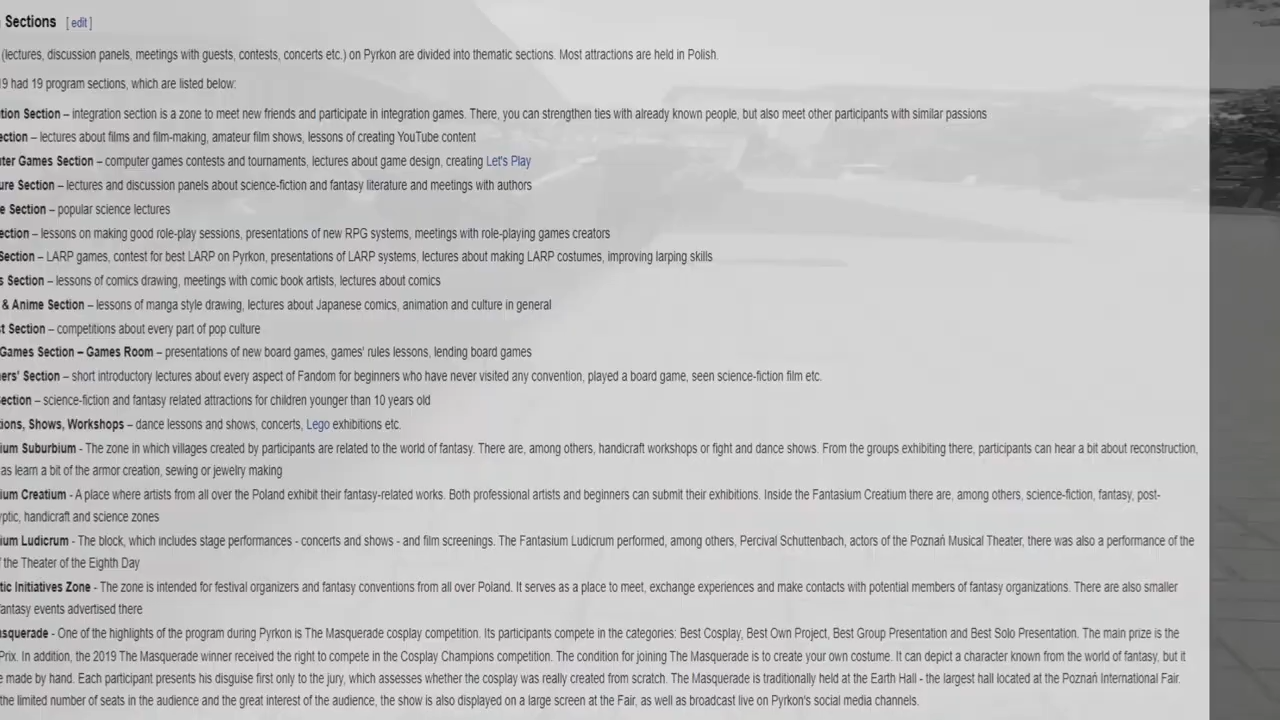 Sections [ edit ]
(lectures, discussion panels, meetings with guests, contests, concerts etc.) on Pyrkon are divided into thematic sections. Most attractions are held in Polish.
19 had 19 program sections, which are listed below:
tion Section – integration section is a zone to meet new friends and participate in integration games. There, you can strengthen ties with already known people, but also meet other participants with similar passions
ection – lectures about films and film-making, amateur film shows, lessons of creating YouTube content
ter Games Section – computer games contests and tournaments, lectures about game design, creating Let's Play
ure Section – lectures and discussion panels about science-fiction and fantasy literature and meetings with authors
e Section – popular science lectures
ection – lessons on making good role-play sessions, presentations of new RPG systems, meetings with role-playing games creators
Section – LARP games, contest for best LARP on Pyrkon, presentations of LARP systems, lectures about making LARP costumes, improving larping skills
s Section – lessons of comics drawing, meetings with comic book artists, lectures about comics
& Anime Section – lessons of manga style drawing, lectures about Japanese comics, animation and culture in general
st Section – competitions about every part of pop culture
Games Section – Games Room – presentations of new board games, games' rules lessons, lending board games
ers' Section – short introductory lectures about every aspect of Fandom for beginners who have never visited any convention, played a board game, seen science-fiction film etc.
ection – science-fiction and fantasy related attractions for children younger than 10 years old
ions, Shows, Workshops – dance lessons and shows, concerts, Lego exhibitions etc.
ium Suburbium - The zone in which villages created by participants are related to the world of fantasy. There are, among others, handicraft workshops or fight and dance shows. From the groups exhibiting there, participants can hear a bit about reconstruction,
as learn a bit of the armor creation, sewing or jewelry making
ium Creatium - A place where artists from all over the Poland exhibit their fantasy-related works. Both professional artists and beginners can submit their exhibitions. Inside the Fantasium Creatium there are, among others, science-fiction, fantasy, post-
yptic, handicraft and science zones
ium Ludicrum - The block, which includes stage performances - concerts and shows - and film screenings. The Fantasium Ludicrum performed, among others, Percival Schuttenbach, actors of the Poznań Musical Theater, there was also a performance of the
f the Theater of the Eighth Day
tic Initiatives Zone - The zone is intended for festival organizers and fantasy conventions from all over Poland. It serves as a place to meet, exchange experiences and make contacts with potential members of fantasy organizations. There are also smaller
fantasy events advertised there
asquerade - One of the highlights of the program during Pyrkon is The Masquerade cosplay competition. Its participants compete in the categories: Best Cosplay, Best Own Project, Best Group Presentation and Best Solo Presentation. The main prize is the
Prix. In addition, the 2019 The Masquerade winner received the right to compete in the Cosplay Champions competition. The condition for joining The Masquerade is to create your own costume. It can depict a character known from the world of fantasy, but it
e made by hand. Each participant presents his disguise first only to the jury, which assesses whether the cosplay was really created from scratch. The Masquerade is traditionally held at the Earth Hall - the largest hall located at the Poznań International Fair.
the limited number of seats in the audience and the great interest of the audience, the show is also displayed on a large screen at the Fair, as well as broadcast live on Pyrkon's social media channels.